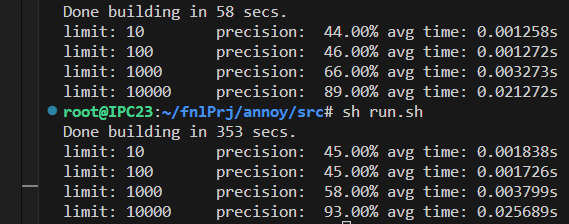 Done building in 58 secs.
limit: 10 precision: 44.00% avg time: 0.001258s
limit: 100 precision: 46.00% avg time: 0.001272s
limit: 1000 precision: 66.00% avg time: 0.003273s
limit: 10000 precision: 89.00% avg time: 0.021272s
root@IPC23:~/fnlPrj/annoy/src# sh run.sh
Done building in 353 secs.
limit: 10 precision: 45.00% avg time: 0.001838s
limit: 100 precision: 45.00% avg time: 0.001726s
limit: 1000 precision: 58.00% avg time: 0.003799s
limit: 10000 precision: 93.00% avg time: 0.025689s